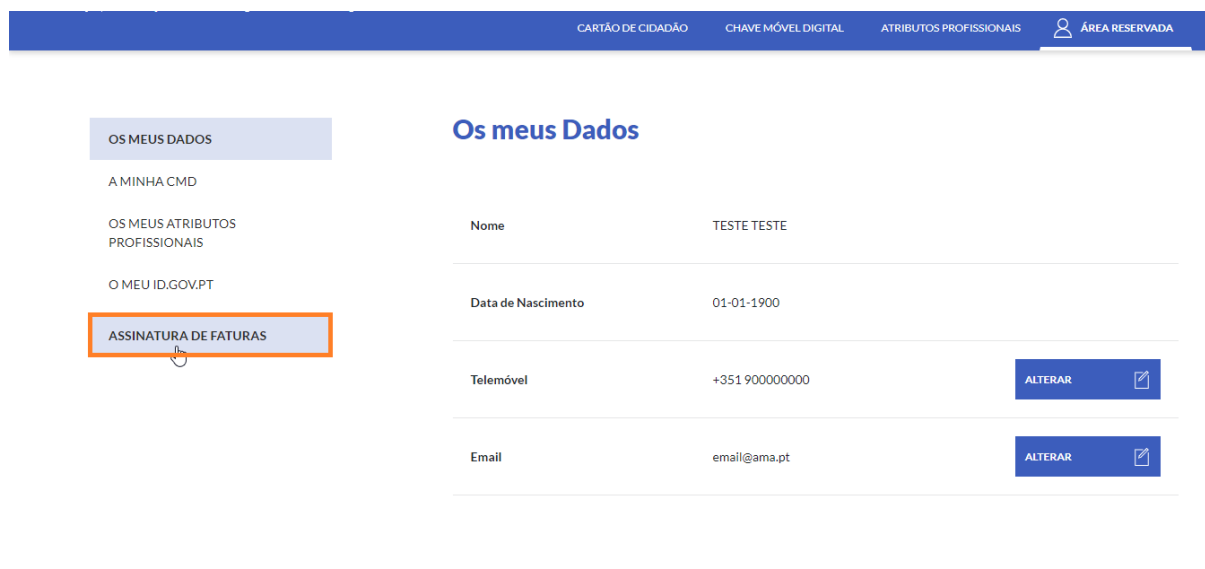 CARTÃO DE CIDADÃO CHAVE MÓVEL DIGITAL ATRIBUTOS PROFISSIONAIS ÁREA RESERVADA
OS MEUS DADOS
A MINHA CMD
OS MEUS ATRIBUTOS
PROFISSIONAIS
O MEU ID.GOV.PT
ASSINATURA DE FATURAS
Os meus Dados
Nome TESTE TESTE
Data de Nascimento 01-01-1900
Telemóvel +351 900000000 ALTERAR
Email email@ama.pt ALTERAR